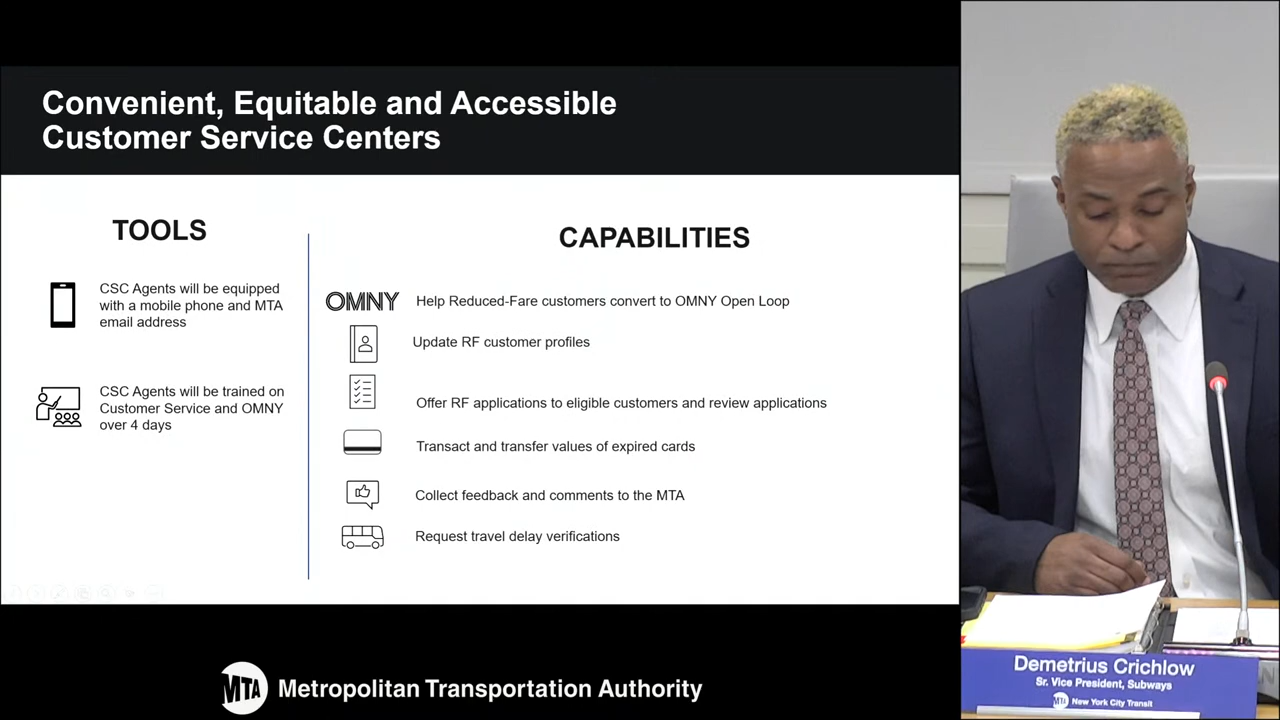 Convenient, Equitable and Accessible
Customer Service Centers
TOOLS
CSC Agents will be equipped
with a mobile phone and MTA
email address
CSC Agents will be trained on
Customer Service and OMNY
over 4 days
CAPABILITIES
OMNY Help Reduced-Fare customers convert to OMNY Open Loop
Update RF customer profiles
Offer RF applications to eligible customers and review applications
Transact and transfer values of expired cards
Collect feedback and comments to the MTA
Request travel delay verifications
MTA Metropolitan Transportation Authority
Demetrius Crichlow
Sr. Vice President, Subways
MTA New York City Transit